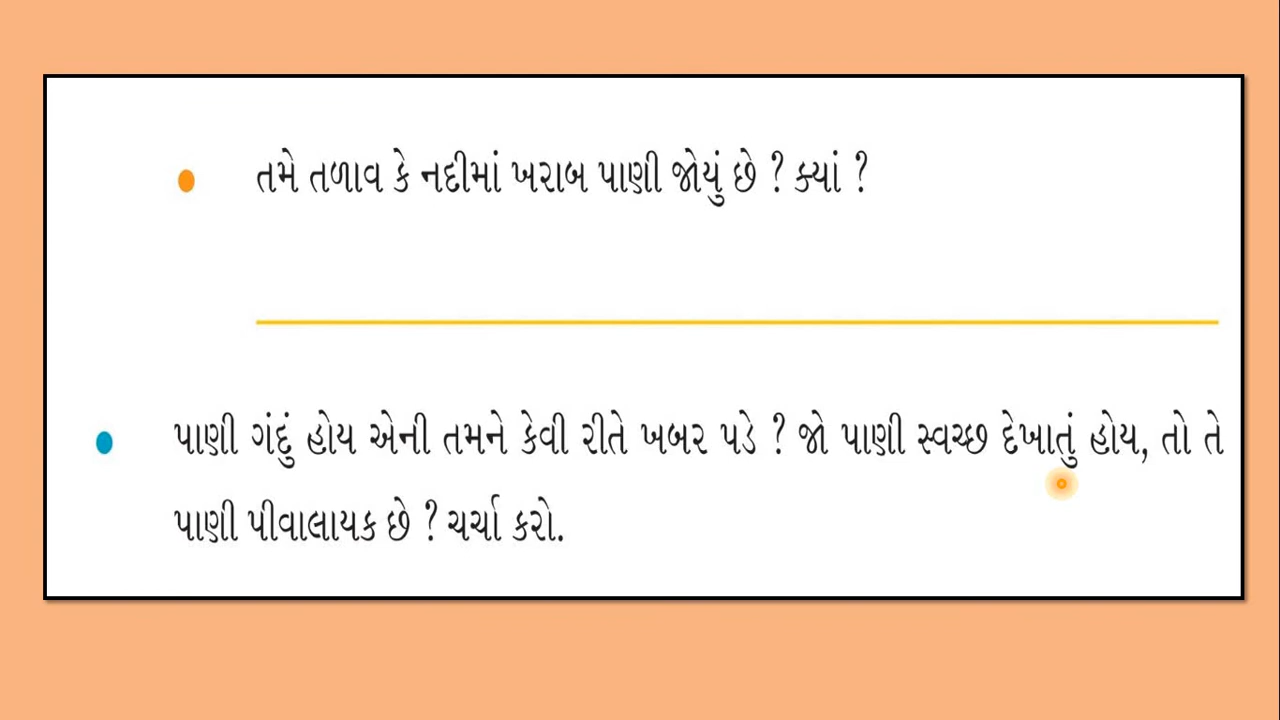 તમે તળાવ કે નદીમાં ખરાબ પાણી જોયું છે ? ક્યાં ?
પાણી ગંદું હોય એની તમને કેવી રીતે ખબર પડે ? જો પાણી સ્વચ્છ દેખાતું હોય, તો તે
પાણી પીવાલાયક છે ? ચર્ચા કરો.